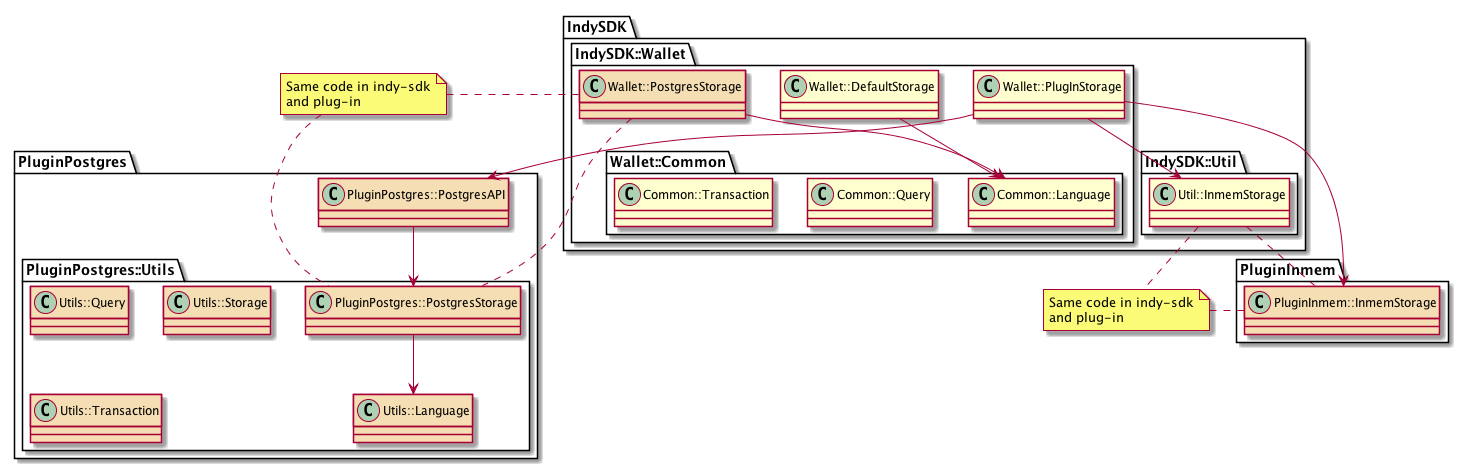 IndySDK
IndySDK::Wallet
C Wallet::PostgresStorage
C Wallet::DefaultStorage
C Wallet::PlugInStorage
Same code in indy-sdk
and plug-in
Wallet::Common
C Common::Transaction
C Common::Query
C Common::Language
IndySDK::Util
C Util::InmemStorage
PluginPostgres
C PluginPostgres::PostgresAPI
PluginPostgres::Utils
C Utils::Query
C Utils::Storage
C PluginPostgres::PostgresStorage
C Utils::Transaction
C Utils::Language
Same code in indy-sdk
and plug-in
PluginInmem
C PluginInmem::InmemStorage